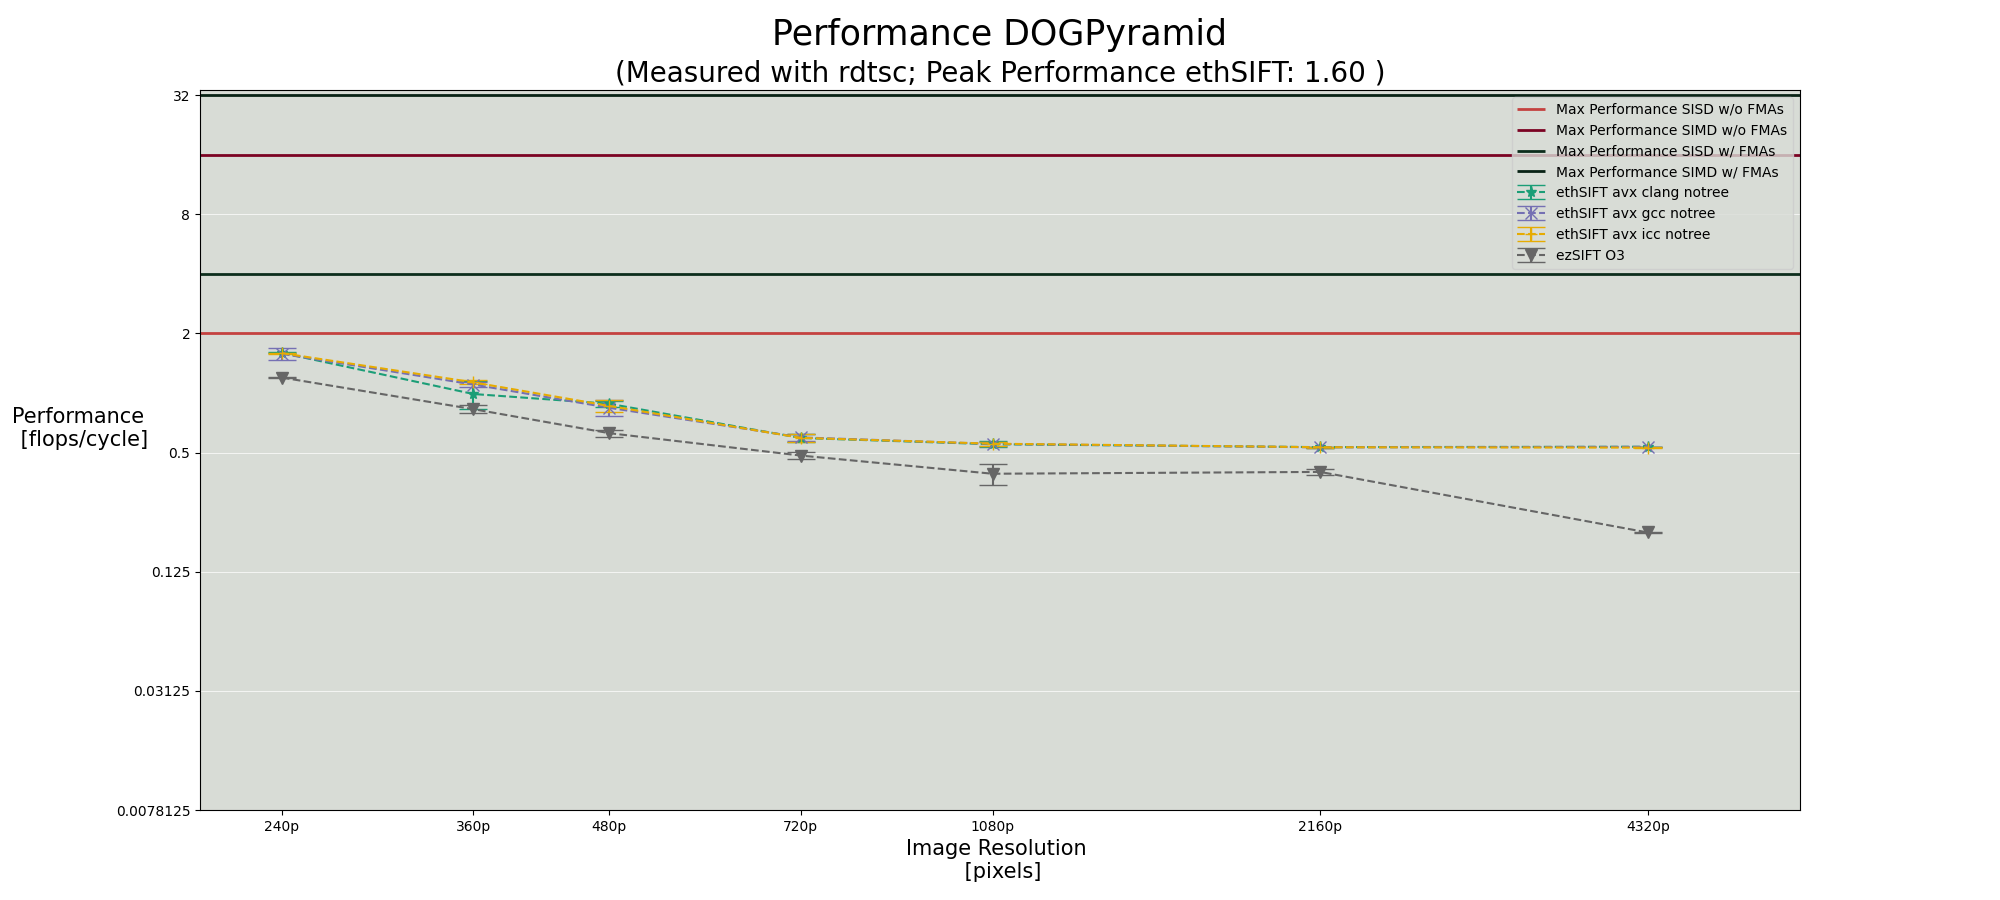 Performance DOGPyramid
(Measured with rdtsc; Peak Performance ethSIFT: 1.60 )
32
8
2
0.5
0.125
0.03125
0.0078125
Performance
[flops/cycle]
Max Performance SISD w/o FMAs
Max Performance SIMD w/o FMAs
Max Performance SISD w/ FMAs
Max Performance SIMD w/ FMAs
ethSIFT avx clang notree
ethSIFT avx gcc notree
ethSIFT avx icc notree
ezSIFT O3
240p 360p 480p 720p 1080p 2160p 4320p
Image Resolution
[pixels]